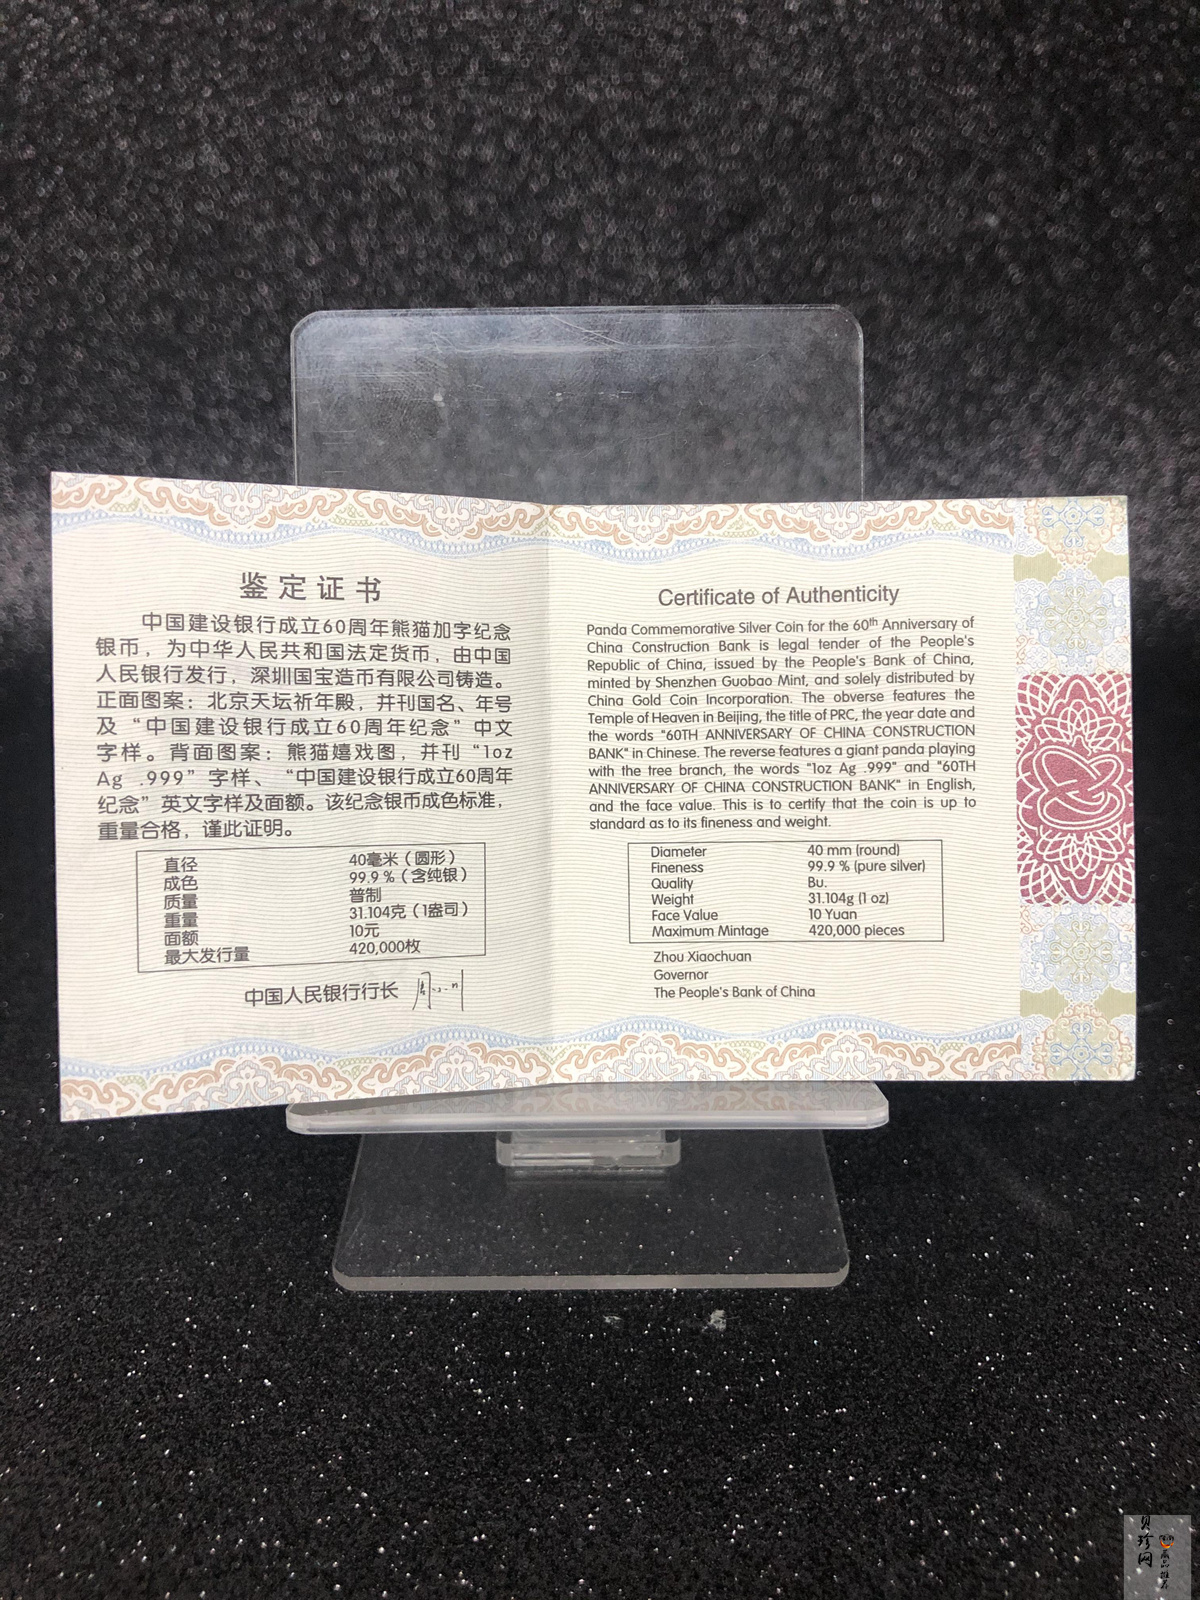 鉴定证书
中国建设银行成立60周年熊猫加字纪念
银币，为中华人民共和国法定货币，由中国
人民银行发行，深圳国宝造币有限公司铸造。
正面图案：北京天坛祈年殿，并刊国名、年号
及“中国建设银行成立60周年纪念”中文
字样。背面图案：熊猫嬉戏图，并刊“1oz
Ag .999”字样、“中国建设银行成立60周年
纪念”英文字样及面额。该纪念银币成色标准，
重量合格，谨此证明。
直径 40毫米（圆形）
成色 99.9％（含纯银）
质量 普制
重量 31.104克（1盎司）
面额 10元
最大发行量 420,000枚
中国人民银行行长 周小川
Certificate of Authenticity
Panda Commemorative Silver Coin for the 60th Anniversary of
China Construction Bank is legal tender of the People's
Republic of China, issued by the People's Bank of China,
minted by Shenzhen Guobao Mint, and solely distributed by
China Gold Coin Incorporation. The obverse features the
Temple of Heaven in Beijing, the title of PRC, the year date and
the words "60TH ANNIVERSARY OF CHINA CONSTRUCTION
BANK" in Chinese. The reverse features a giant panda playing
with the tree branch, the words "1oz Ag .999" and "60TH
ANNIVERSARY OF CHINA CONSTRUCTION BANK" in English,
and the face value. This is to certify that the coin is up to
standard as to its fineness and weight.
Diameter 40 mm (round)
Fineness 99.9 % (pure silver)
Quality Bu.
Weight 31.104g (1 oz)
Face Value 10 Yuan
Maximum Mintage 420,000 pieces
Zhou Xiaochuan
Governor
The People's Bank of China
贝珍网